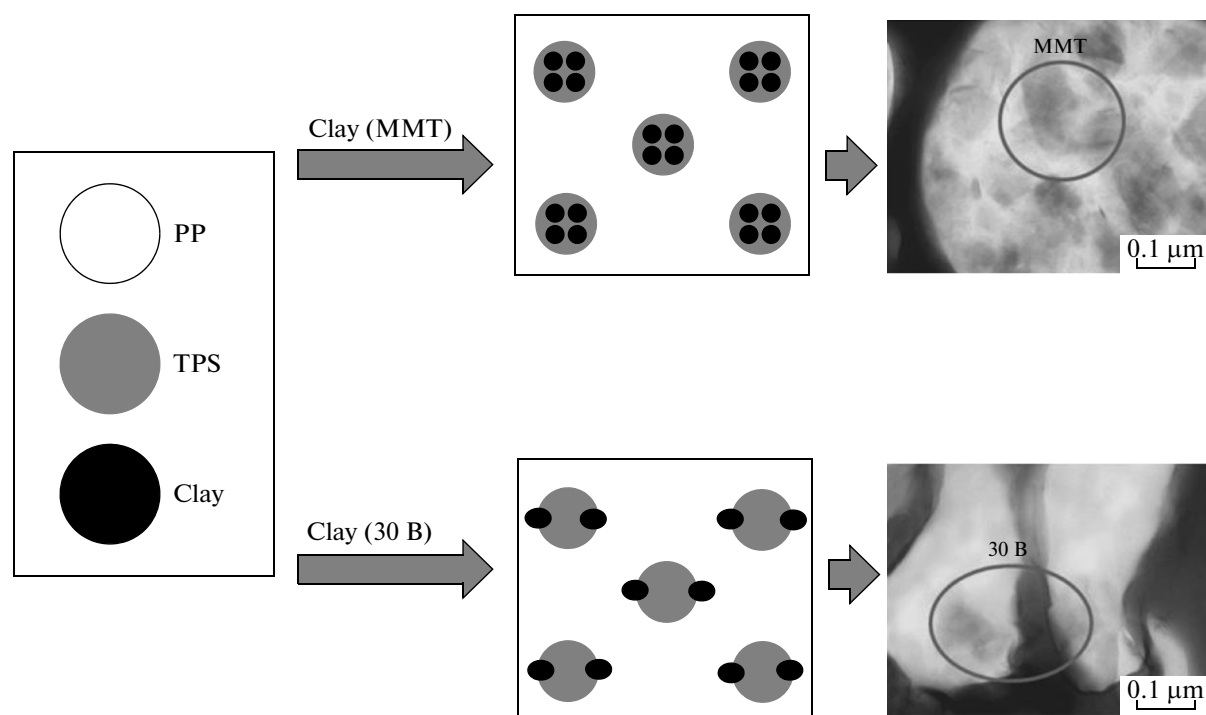 PP
TPS
Clay
Clay (MMT)
MMT
0.1 µm
Clay (30 B)
30 B
0.1 µm